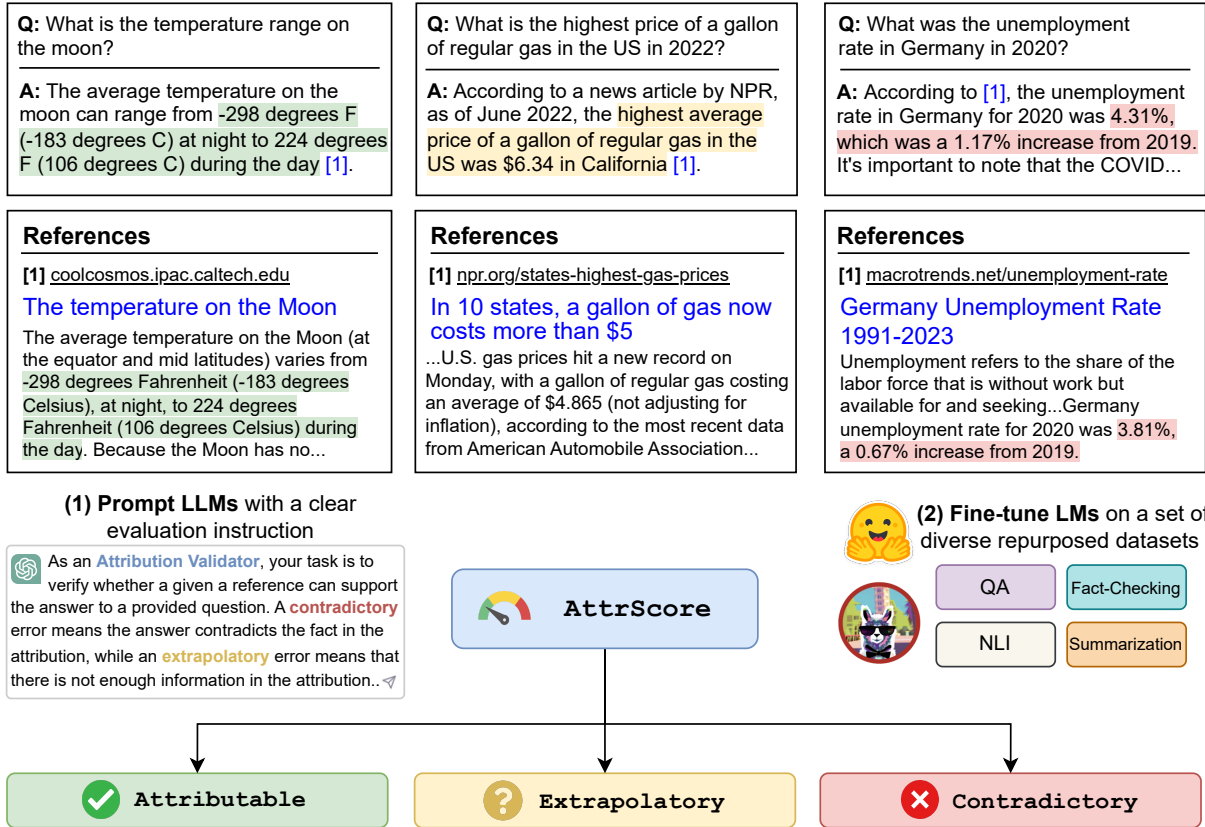 Q: What is the temperature range on
the moon?
A: The average temperature on the
moon can range from -298 degrees F
(-183 degrees C) at night to 224 degrees
F (106 degrees C) during the day [1].
Q: What is the highest price of a gallon
of regular gas in the US in 2022?
A: According to a news article by NPR,
as of June 2022, the highest average
price of a gallon of regular gas in the
US was $6.34 in California [1].
Q: What was the unemployment
rate in Germany in 2020?
A: According to [1], the unemployment
rate in Germany for 2020 was 4.31%,
which was a 1.17% increase from 2019.
It's important to note that the COVID...
References
[1] coolcosmos.ipac.caltech.edu
The temperature on the Moon
The average temperature on the Moon (at
the equator and mid latitudes) varies from
-298 degrees Fahrenheit (-183 degrees
Celsius), at night, to 224 degrees
Fahrenheit (106 degrees Celsius) during
the day. Because the Moon has no...
References
[1] npr.org/states-highest-gas-prices
In 10 states, a gallon of gas now
costs more than $5
...U.S. gas prices hit a new record on
Monday, with a gallon of regular gas costing
an average of $4.865 (not adjusting for
inflation), according to the most recent data
from American Automobile Association...
References
[1] macrotrends.net/unemployment-rate
Germany Unemployment Rate
1991-2023
Unemployment refers to the share of the
labor force that is without work but
available for and seeking...Germany
unemployment rate for 2020 was 3.81%,
a 0.67% increase from 2019.
(1) Prompt LLMs with a clear
evaluation instruction
As an Attribution Validator, your task is to
verify whether a given a reference can support
the answer to a provided question. A contradictory
error means the answer contradicts the fact in the
attribution, while an extrapolatory error means that
there is not enough information in the attribution..
AttrScore
(2) Fine-tune LMs on a set of
diverse repurposed datasets
QA
Fact-Checking
NLI
Summarization
Attributable
Extrapolatory
Contradictory